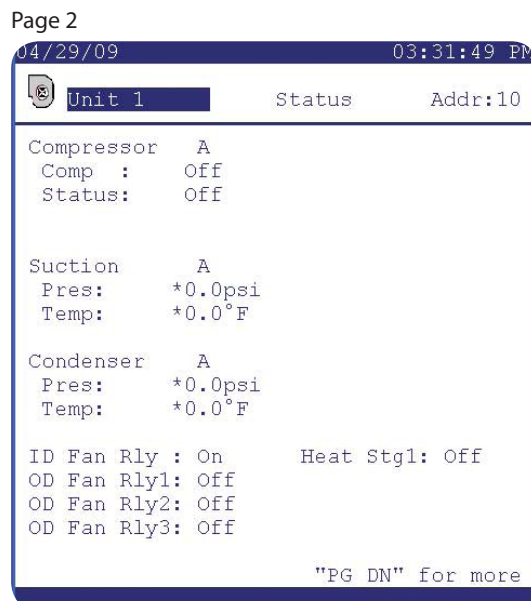 Page 2
04/29/09 03:31:49 PM
Unit 1 Status Addr:10
Compressor A
Comp : Off
Status: Off
Suction A
Pres: *0.0psi
Temp: *0.0°F
Condenser A
Pres: *0.0psi
Temp: *0.0°F
ID Fan Rly : On Heat Stg1: Off
OD Fan Rly1: Off
OD Fan Rly2: Off
OD Fan Rly3: Off
"PG DN" for more